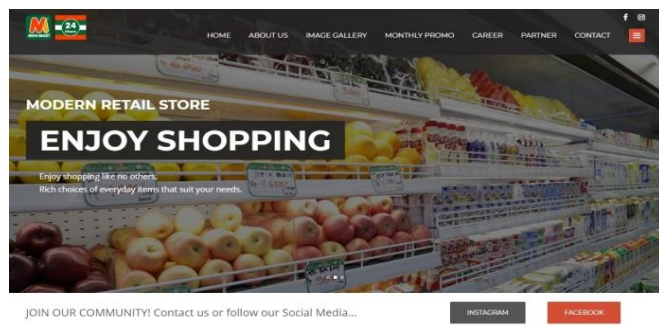 M
MINI MART
24
HOME ABOUT US IMAGE GALLERY MONTHLY PROMO CAREER PARTNER CONTACT
MODERN RETAIL STORE
ENJOY SHOPPING
Enjoy shopping like no others,
Rich choices of everyday items that suit your needs.
JOIN OUR COMMUNITY! Contact us or follow our Social Media...
INSTAGRAM FACEBOOK